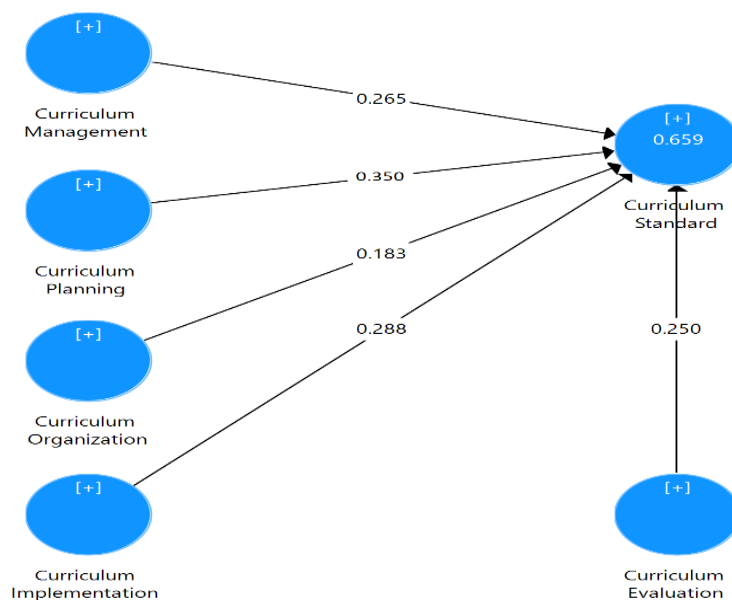 [+]
Curriculum
Management
0.265
[+]
0.659
Curriculum
Standard
[+]
Curriculum
Planning
0.350
0.183
[+]
Curriculum
Organization
0.288
0.250
[+]
Curriculum
Implementation
[+]
Curriculum
Evaluation